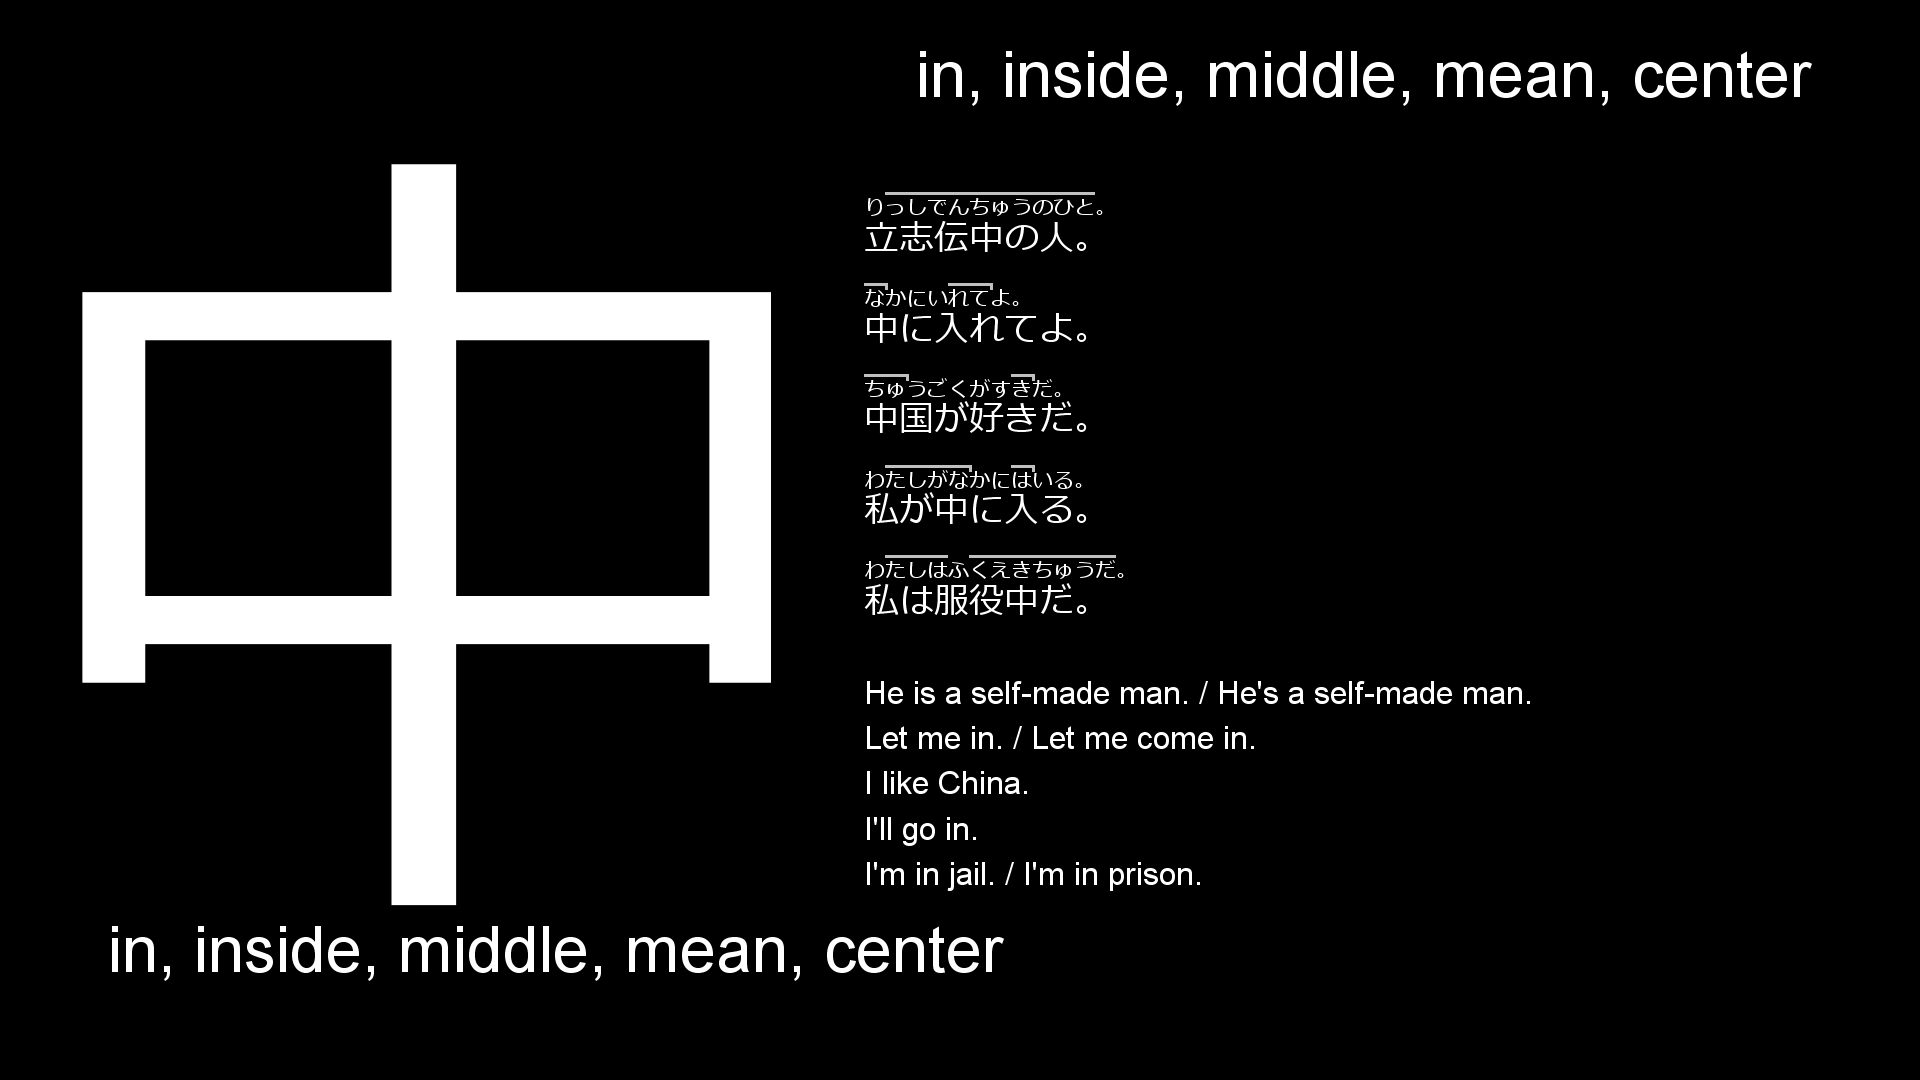 in, inside, middle, mean, center
中
りっしでんちゅうのひと。
立志伝中の人。
なかにいれてよ。
中に入れてよ。
ちゅうごくがすきだ。
中国が好きだ。
わたしがなかにはいる。
私が中に入る。
わたしはふくえきちゅうだ。
私は服役中だ。
He is a self-made man. / He's a self-made man.
Let me in. / Let me come in.
I like China.
I'll go in.
I'm in jail. / I'm in prison.
in, inside, middle, mean, center